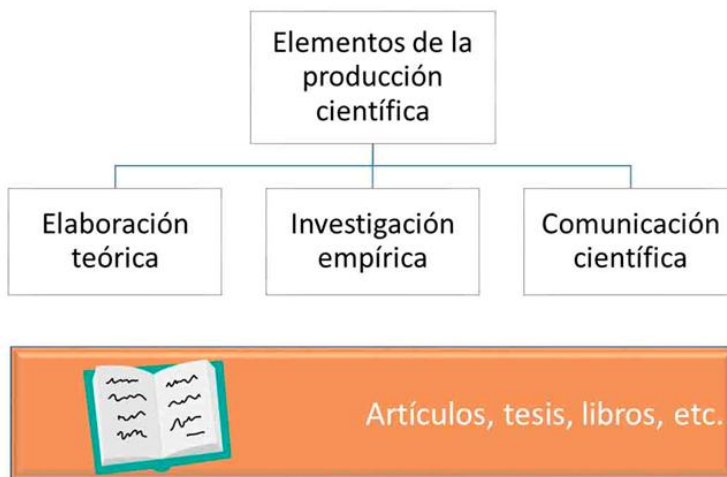 Elementos de la
producción
científica
Elaboración
teórica
Investigación
empírica
Comunicación
científica
Artículos, tesis, libros, etc.